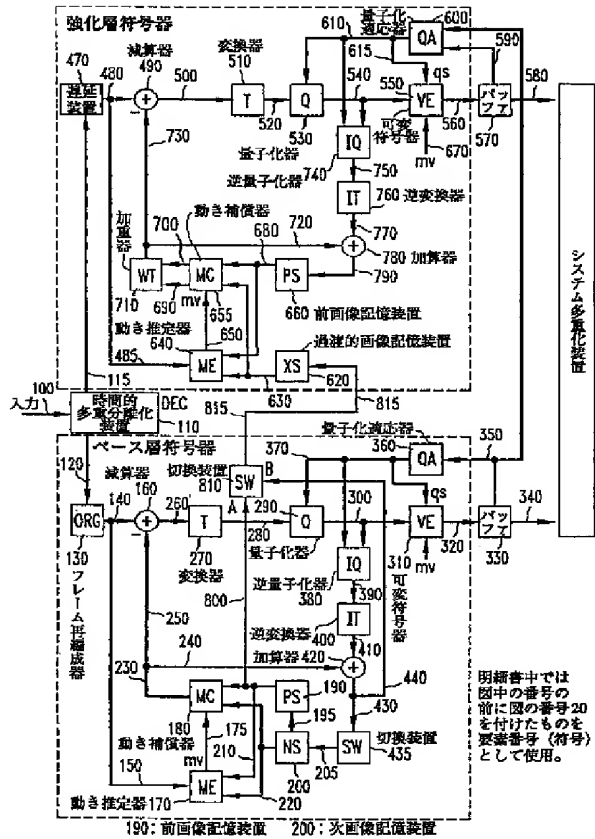 強化層符号器
量子化
適応器
600
610
615
590
QA
470
480
減算器
490
500
変換器
510
T
520
Q
530
540
qs
550
VE
560
バッファ
570
580
遅延装置
可変
符号器
mv
670
量子化器
730
IQ
740
逆量子化器
750
IT
760
逆変換器
770
780
加算器
790
720
動き補償器
加重器
700
680
WT
710
MC
690
655
mv
PS
660
前画像記憶装置
動き推定器
650
過渡的画像記憶装置
640
ME
485
XS
620
630
100
115
入力
時間的
多重分離化
装置
DEC
110
815
815
システム多重化装置
ベース層符号器
量子化適応器
370
360
QA
350
120
減算器
切換装置
810
SW
B
A
140
160
260
290
300
qs
340
ORG
130
T
270
280
Q
VE
310
320
バッファ
330
mv
変換器
量子化器
IQ
逆量子化器
380
390
可変符号器
フレーム再編成器
250
800
逆変換器
400
IT
410
240
加算器
420
440
230
430
MC
180
PS
190
175
195
動き補償器
mv
210
NS
200
205
SW
435
切換装置
150
ME
220
動き推定器
170
明細書中では
図中の番号の
前に図の番号20
を付けたものを
要素番号（符号）
として使用。
190：前画像記憶装置　200：次画像記憶装置